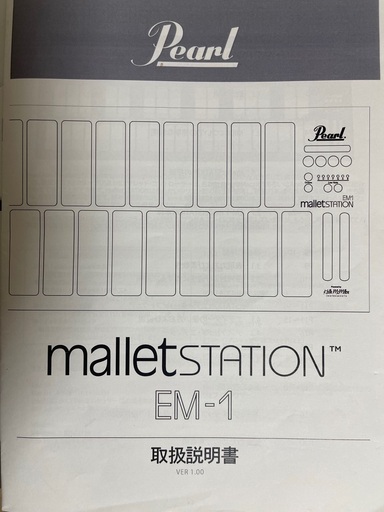 Pearl
Pearl
EM1
malletSTATION
malletSTATION™
EM-1
取扱説明書
VER 1.00